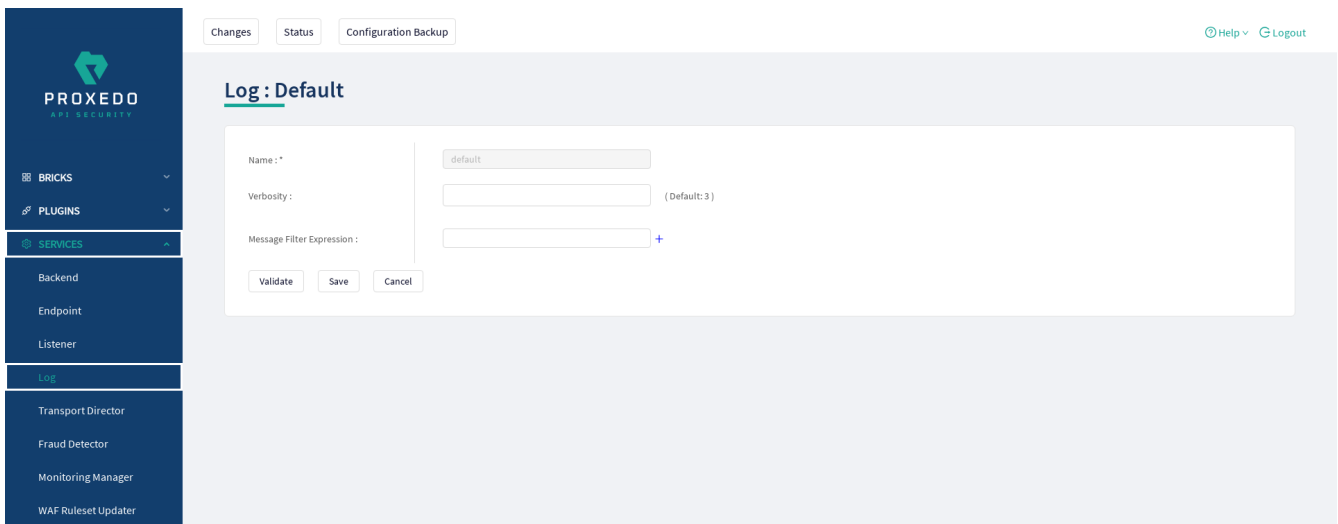 Changes Status Configuration Backup Help Logout
PROXEDO
API SECURITY
Log : Default
Name : * default
BRICKS
Verbosity : ( Default: 3 )
PLUGINS
Message Filter Expression : +
SERVICES
Validate Save Cancel
Backend
Endpoint
Listener
Log
Transport Director
Fraud Detector
Monitoring Manager
WAF Ruleset Updater